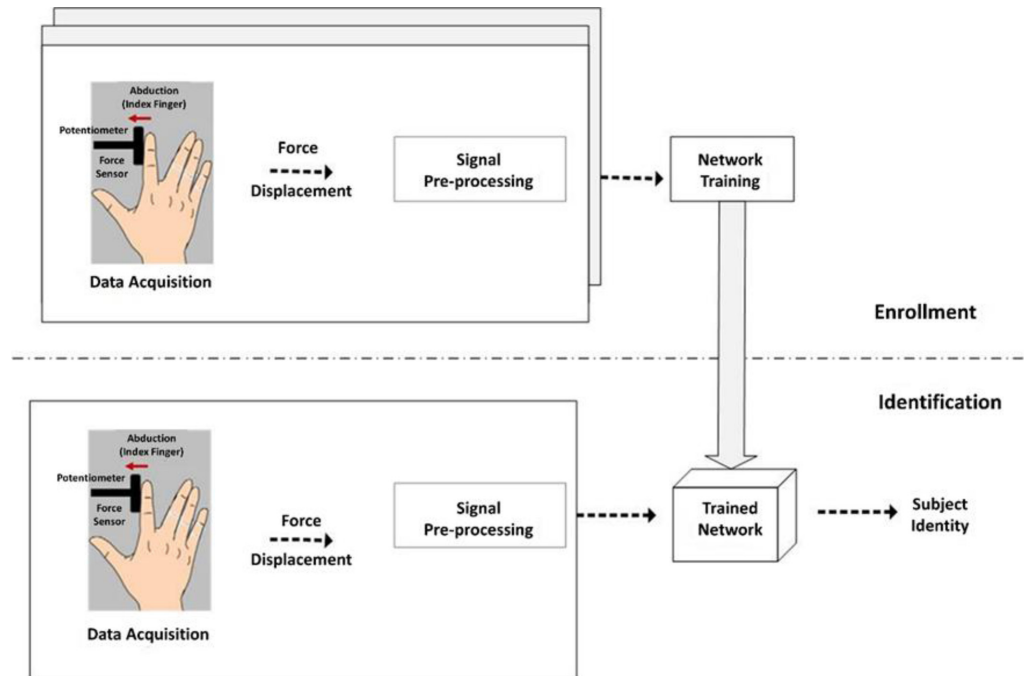 Abduction
(Index Finger)
Potentiometer
Force
Sensor
Data Acquisition
Force
Displacement
Signal
Pre-processing
Network
Training
Enrollment
Identification
Abduction
(Index Finger)
Potentiometer
Force
Sensor
Data Acquisition
Force
Displacement
Signal
Pre-processing
Trained
Network
Subject
Identity